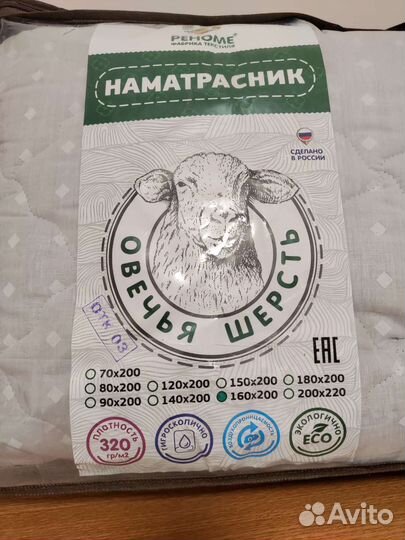 РЕНОМЕ®
ФАБРИКА ТЕКСТИЛЯ
НАМАТРАСНИК
СДЕЛАНО
В РОССИИ
ОВЕЧЬЯ ШЕРСТЬ
ОТК 03
EAC
70x200
80x200 120x200 150x200 180x200
90x200 140x200 160x200 200x220
ПЛОТНОСТЬ
320
гр/м2
ГИГРОСКОПИЧНО
ВОЗДУХОПРОНИЦАЕМОСТЬ
ЭКОЛОГИЧНО
ECO
Avito